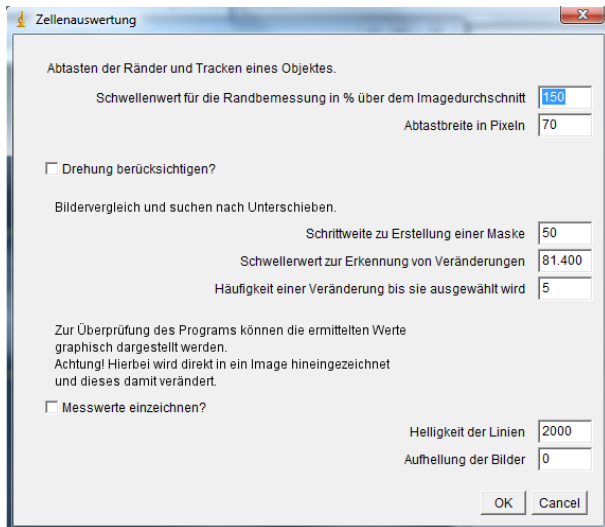 Zellenauswertung
Abtasten der Ränder und Tracken eines Objektes.
Schwellenwert für die Randbemessung in % über dem Imagedurchschnitt 150
Abtastbreite in Pixeln 70
Drehung berücksichtigen?
Bildervergleich und suchen nach Unterschieben.
Schrittweite zu Erstellung einer Maske 50
Schwellerwert zur Erkennung von Veränderungen 81.400
Häufigkeit einer Veränderung bis sie ausgewählt wird 5
Zur Überprüfung des Programs können die ermittelten Werte
graphisch dargestellt werden.
Achtung! Hierbei wird direkt in ein Image hineingezeichnet
und dieses damit verändert.
Messwerte einzeichnen?
Helligkeit der Linien 2000
Aufhellung der Bilder 0
OK Cancel